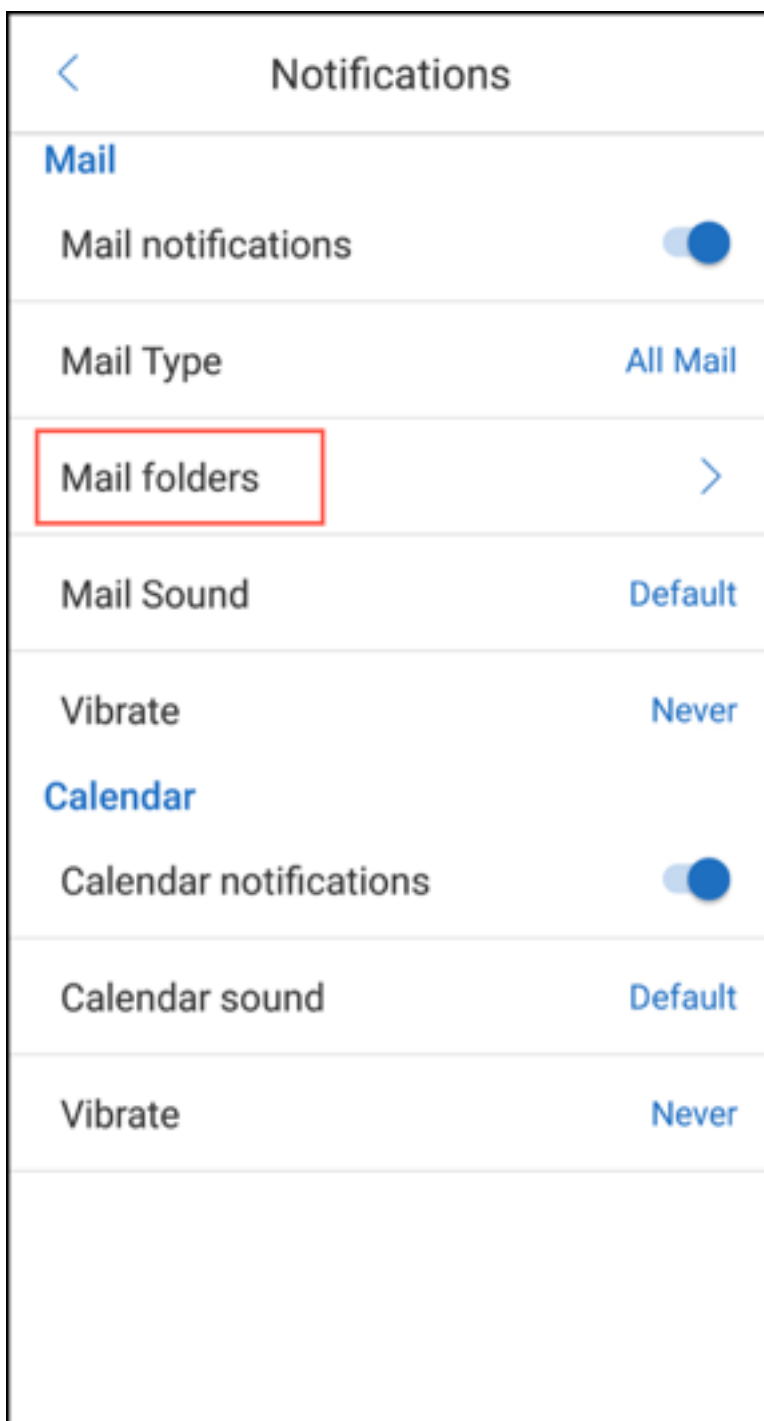 Notifications
Mail
Mail notifications
Mail Type All Mail
Mail folders
Mail Sound Default
Vibrate Never
Calendar
Calendar notifications
Calendar sound Default
Vibrate Never